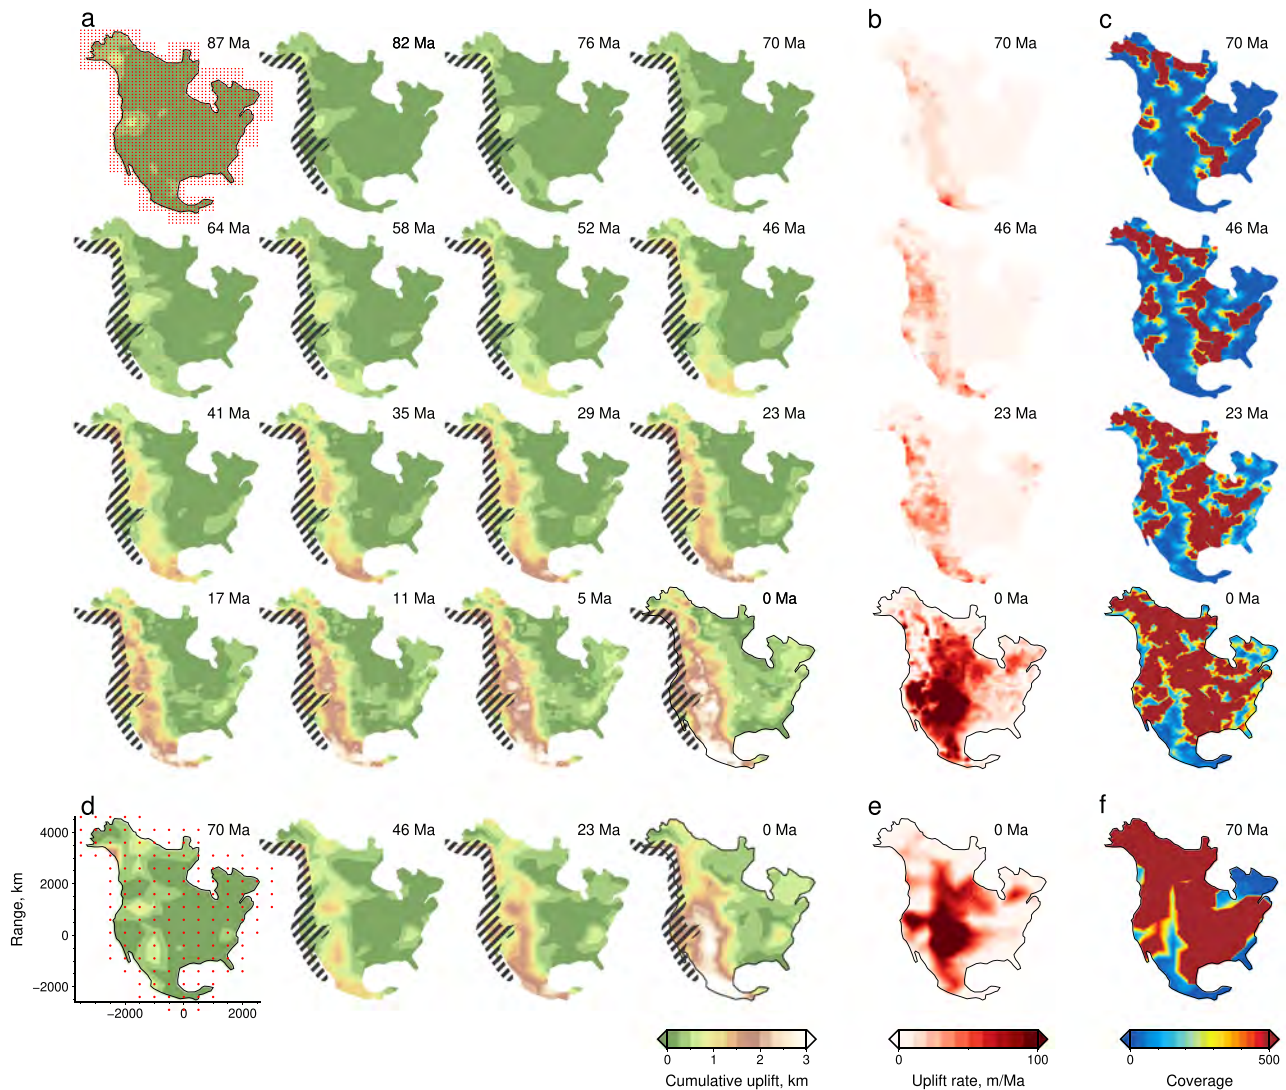 a
b
c
87 Ma
82 Ma
76 Ma
70 Ma
70 Ma
70 Ma
64 Ma
58 Ma
52 Ma
46 Ma
46 Ma
46 Ma
41 Ma
35 Ma
29 Ma
23 Ma
23 Ma
23 Ma
17 Ma
11 Ma
5 Ma
0 Ma
0 Ma
0 Ma
d
e
f
70 Ma
46 Ma
23 Ma
0 Ma
0 Ma
70 Ma
Range, km
4000
2000
0
−2000
−2000
0
2000
0
1
2
3
Cumulative uplift, km
0
100
Uplift rate, m/Ma
0
500
Coverage